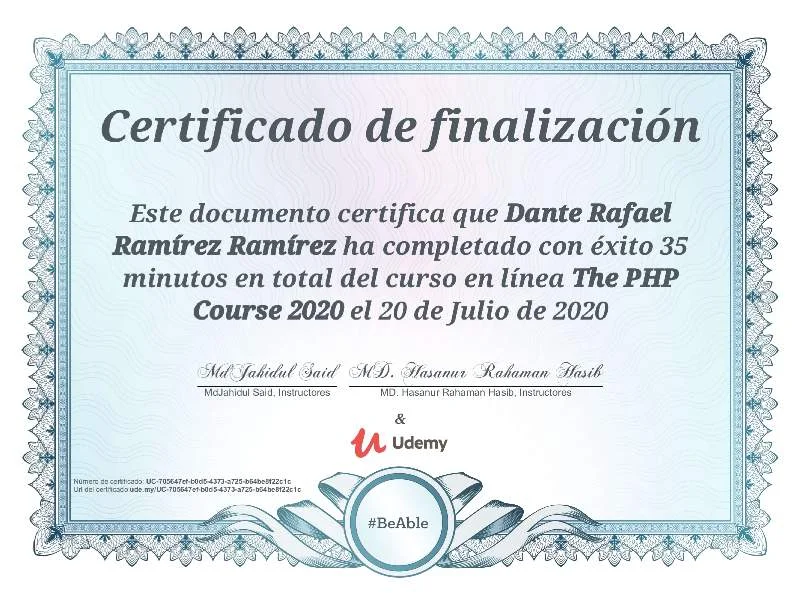 Certificado de finalización
Este documento certifica que Dante Rafael
Ramírez Ramírez ha completado con éxito 35
minutos en total del curso en línea The PHP
Course 2020 el 20 de Julio de 2020
Md Jahidul Said MD. Hasanur Rahaman Hasib
MdJahidul Said, Instructores MD. Hasanur Rahaman Hasib, Instructores
&
Udemy
Número de certificado: UC-705647ef-b0d5-4373-a725-b64be8f22c1c
Url del certificado:ude.my/UC-705647ef-b0d5-4373-a725-b64be8f22c1c
#BeAble